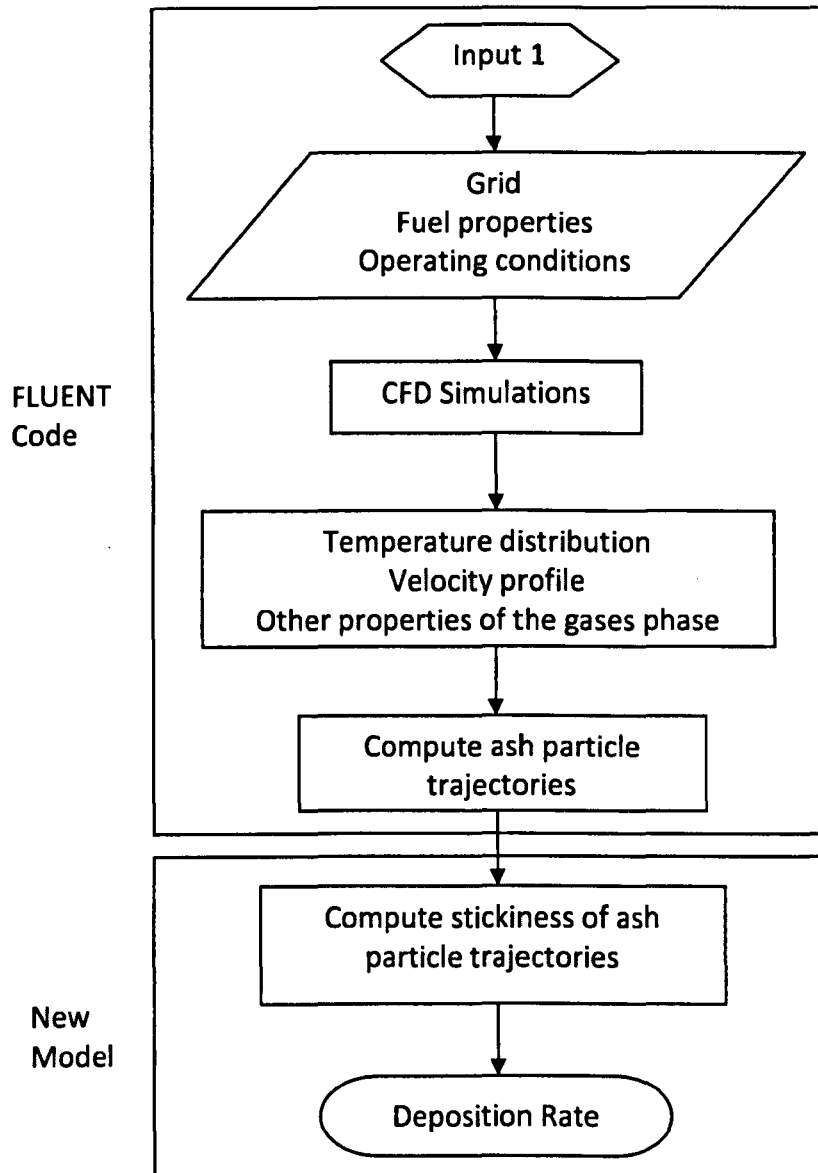 Input 1
Grid
Fuel properties
Operating conditions
CFD Simulations
FLUENT
Code
Temperature distribution
Velocity profile
Other properties of the gases phase
Compute ash particle
trajectories
Compute stickiness of ash
particle trajectories
New
Model
Deposition Rate